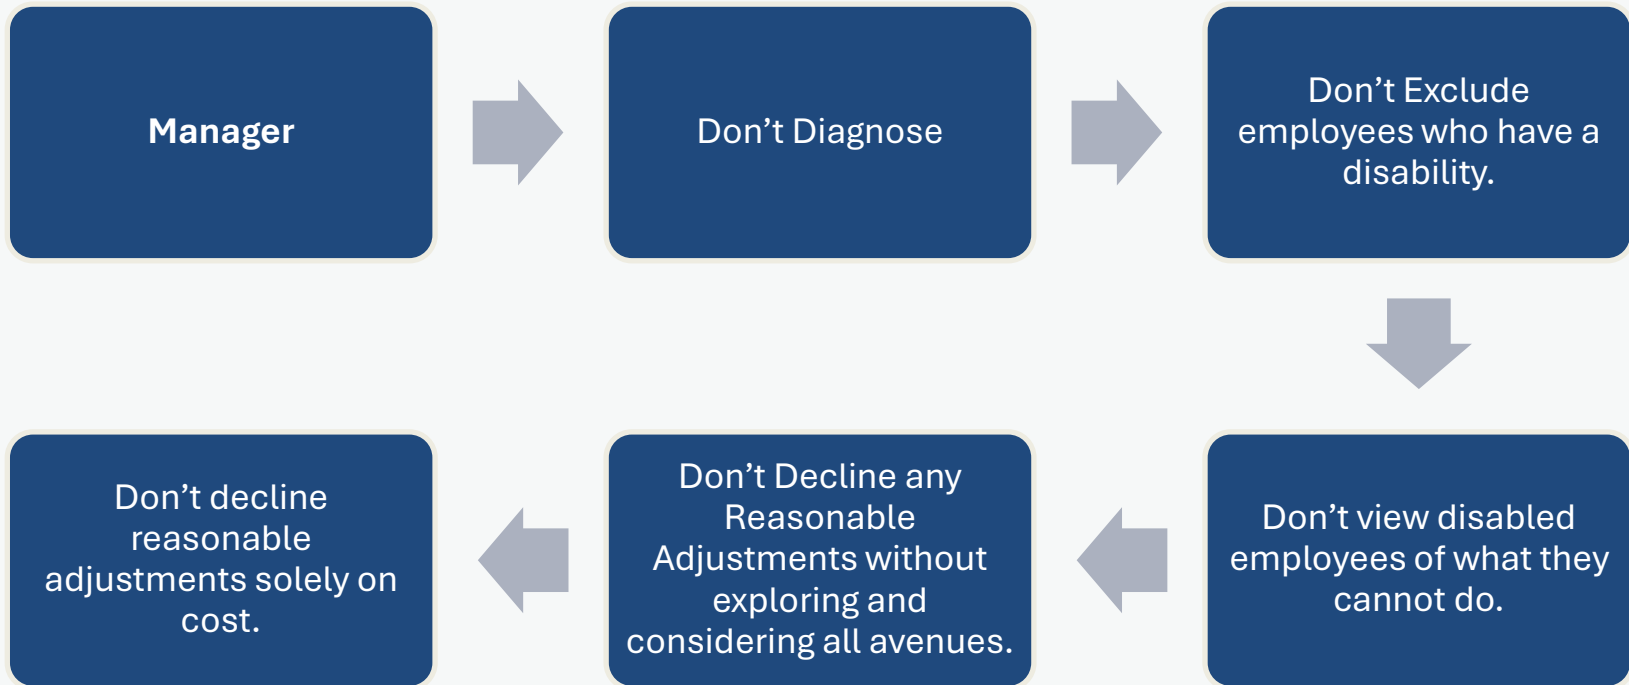 Manager
Don’t Diagnose
Don’t Exclude
employees who have a
disability.
Don’t view disabled
employees of what they
cannot do.
Don’t Decline any
Reasonable
Adjustments without
exploring and
considering all avenues.
Don’t decline
reasonable
adjustments solely on
cost.